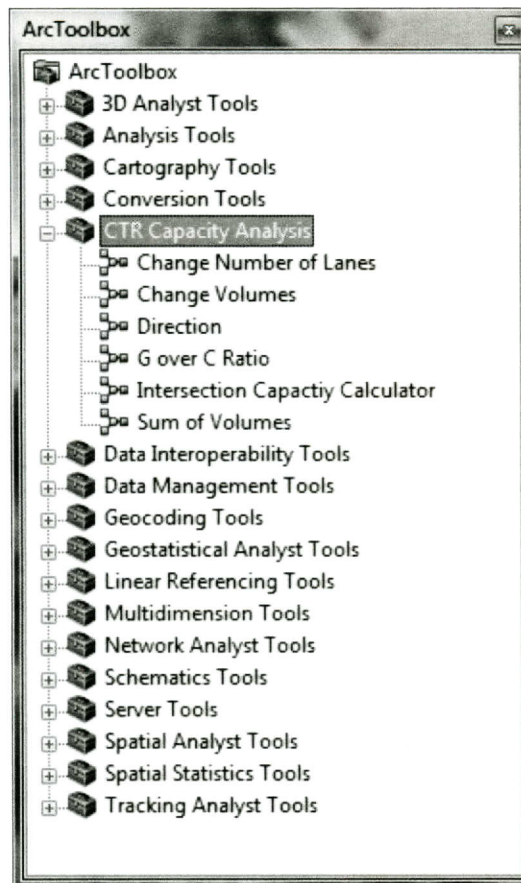 ArcToolbox
ArcToolbox
3D Analyst Tools
Analysis Tools
Cartography Tools
Conversion Tools
CTR Capacity Analysis
Change Number of Lanes
Change Volumes
Direction
G over C Ratio
Intersection Capactiy Calculator
Sum of Volumes
Data Interoperability Tools
Data Management Tools
Geocoding Tools
Geostatistical Analyst Tools
Linear Referencing Tools
Multidimension Tools
Network Analyst Tools
Schematics Tools
Server Tools
Spatial Analyst Tools
Spatial Statistics Tools
Tracking Analyst Tools